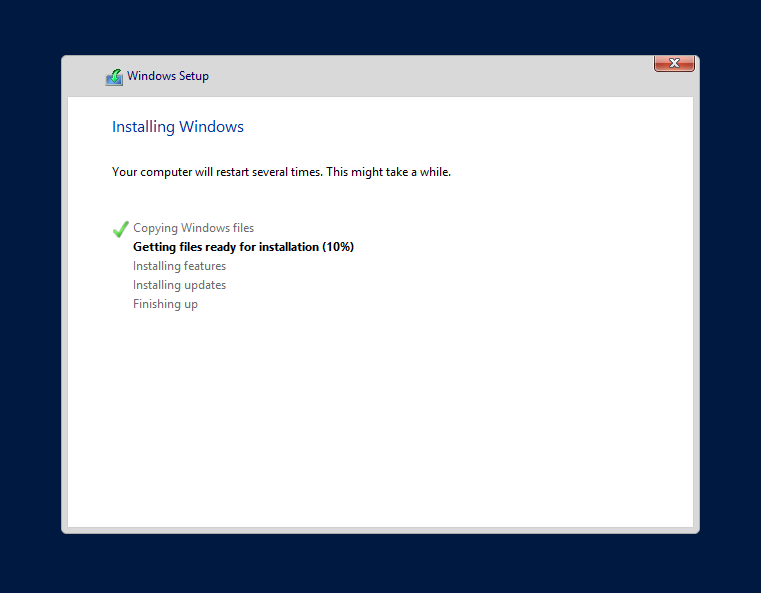 Windows Setup
Installing Windows
Your computer will restart several times. This might take a while.
Copying Windows files
Getting files ready for installation (10%)
Installing features
Installing updates
Finishing up